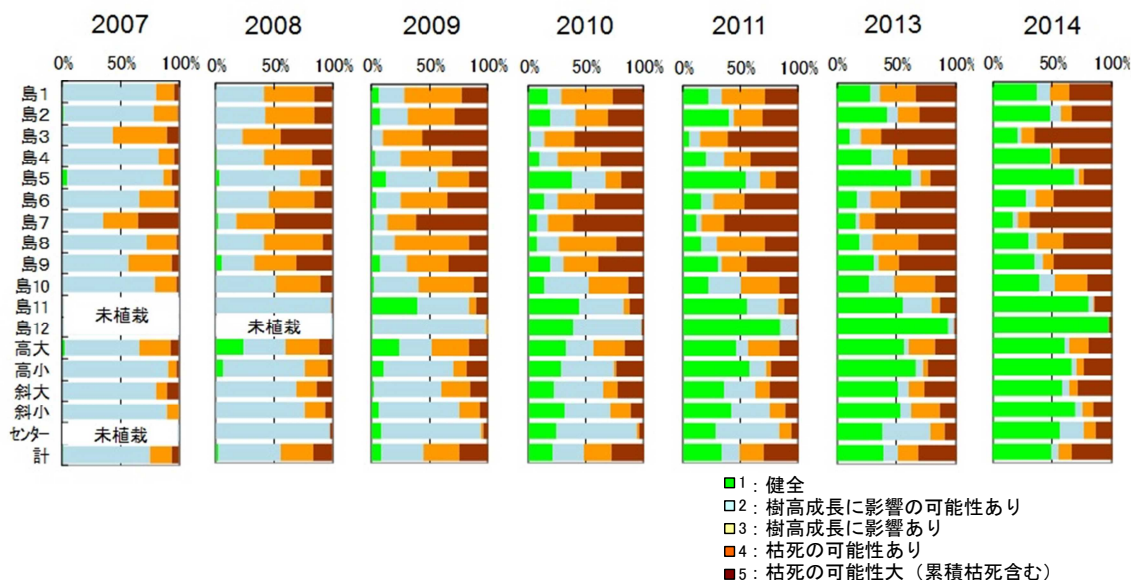 2007 2008 2009 2010 2011 2013 2014
0% 50% 100% 0% 50% 100% 0% 50% 100% 0% 50% 100% 0% 50% 100% 0% 50% 100% 0% 50% 100%
島1
島2
島3
島4
島5
島6
島7
島8
島9
島10
島11
未植栽
島12
未植栽
高大
高小
斜大
斜小
センター
未植栽
計
1：健全
2：樹高成長に影響の可能性あり
3：樹高成長に影響あり
4：枯死の可能性あり
5：枯死の可能性大（累積枯死含む）